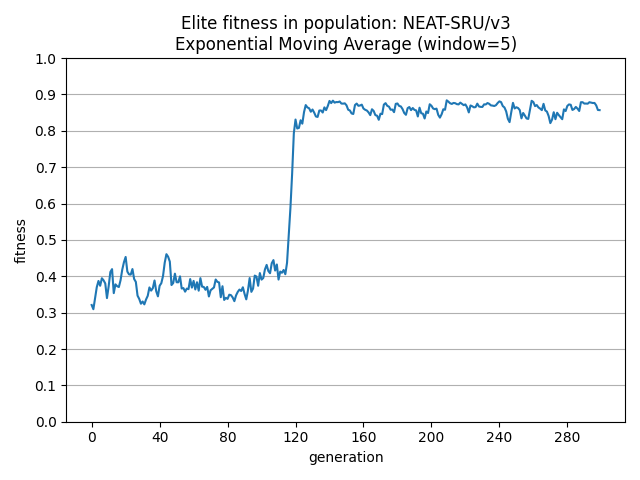 Elite fitness in population: NEAT-SRU/v3
Exponential Moving Average (window=5)
1.0
0.9
0.8
0.7
0.6
0.5
0.4
0.3
0.2
0.1
0.0
fitness
0 40 80 120 160 200 240 280
generation